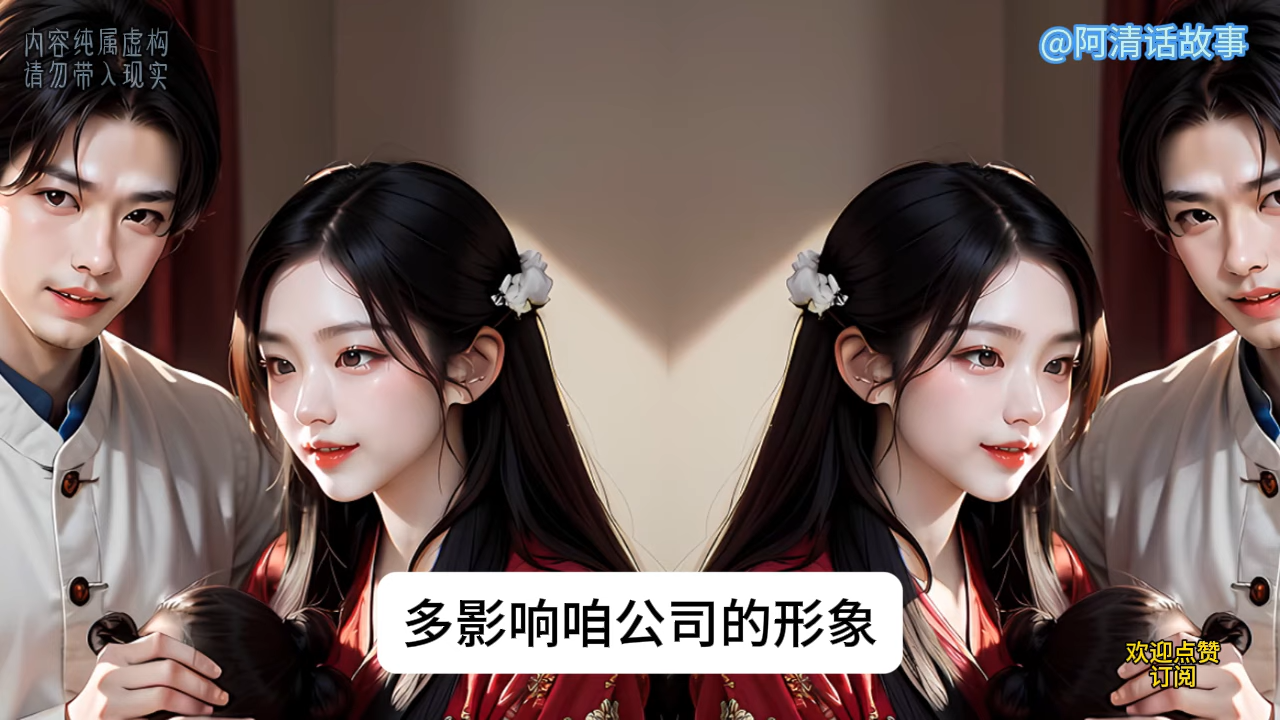 内容纯属虚构
请勿带入现实
@阿清话故事
多影响咱公司的形象
欢迎点赞
订阅